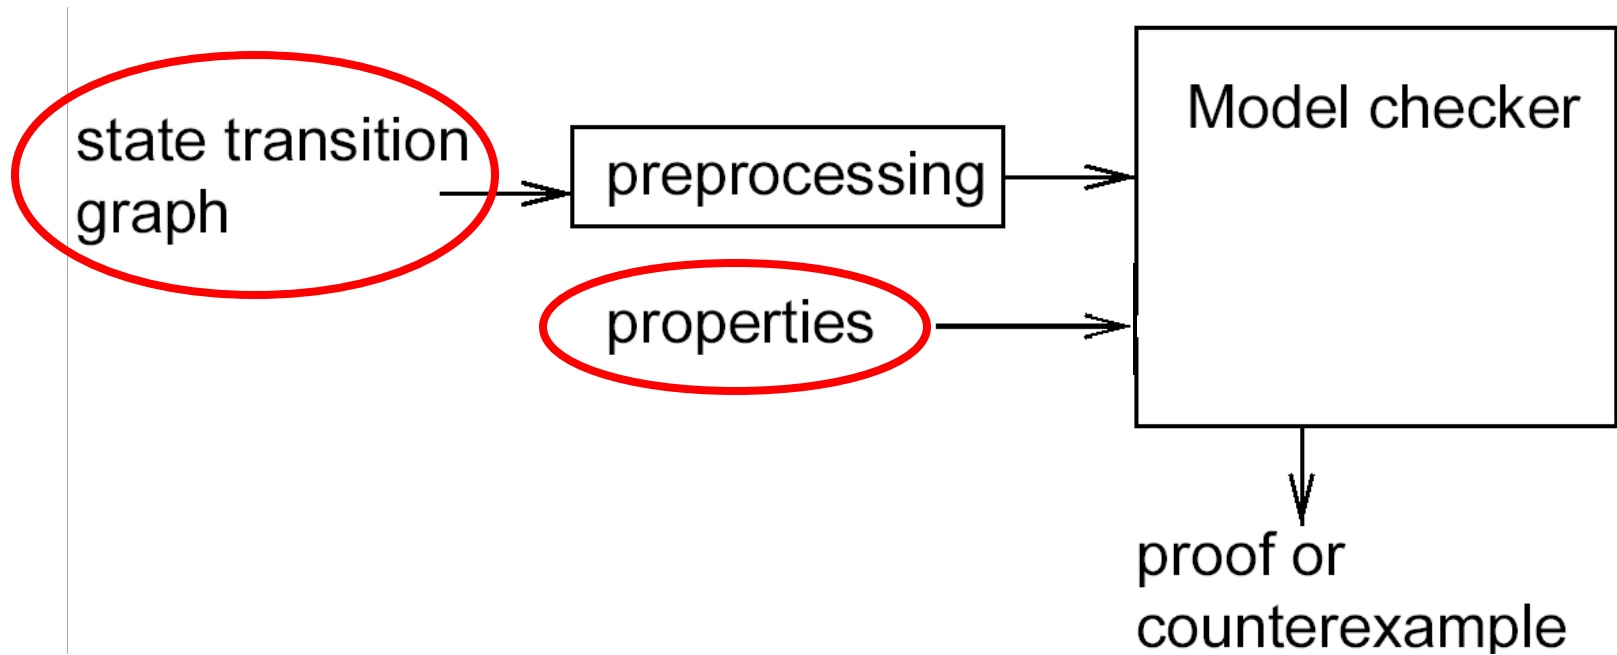 state transition
graph
preprocessing
properties
Model checker
proof or
counterexample